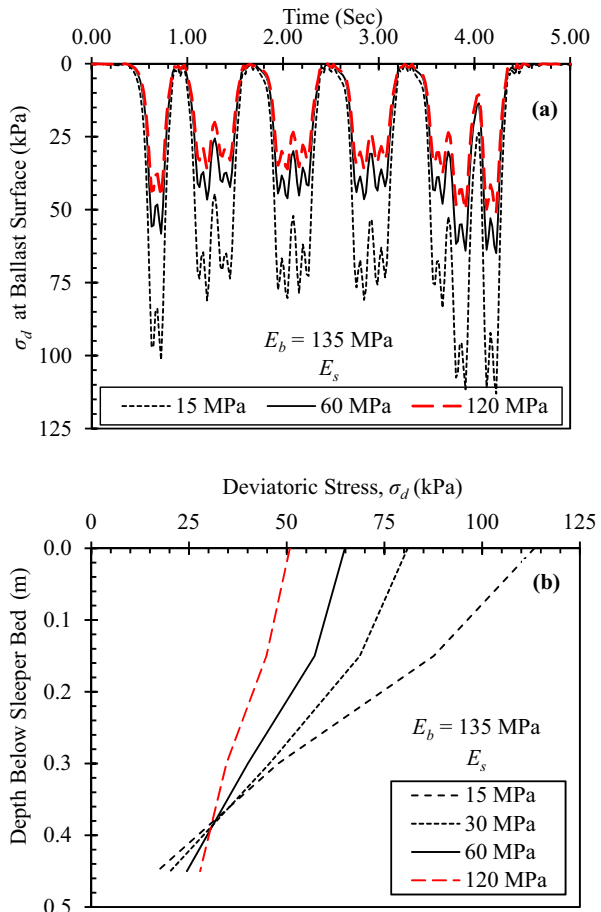 Time (Sec)
0.00 1.00 2.00 3.00 4.00 5.00
σd at Ballast Surface (kPa)
0
25
50
75
100
125
(a)
Eb = 135 MPa
Es
15 MPa 60 MPa 120 MPa
Deviatoric Stress, σd (kPa)
0 25 50 75 100 125
Depth Below Sleeper Bed (m)
0.0
0.1
0.2
0.3
0.4
0.5
(b)
Eb = 135 MPa
Es
15 MPa
30 MPa
60 MPa
120 MPa